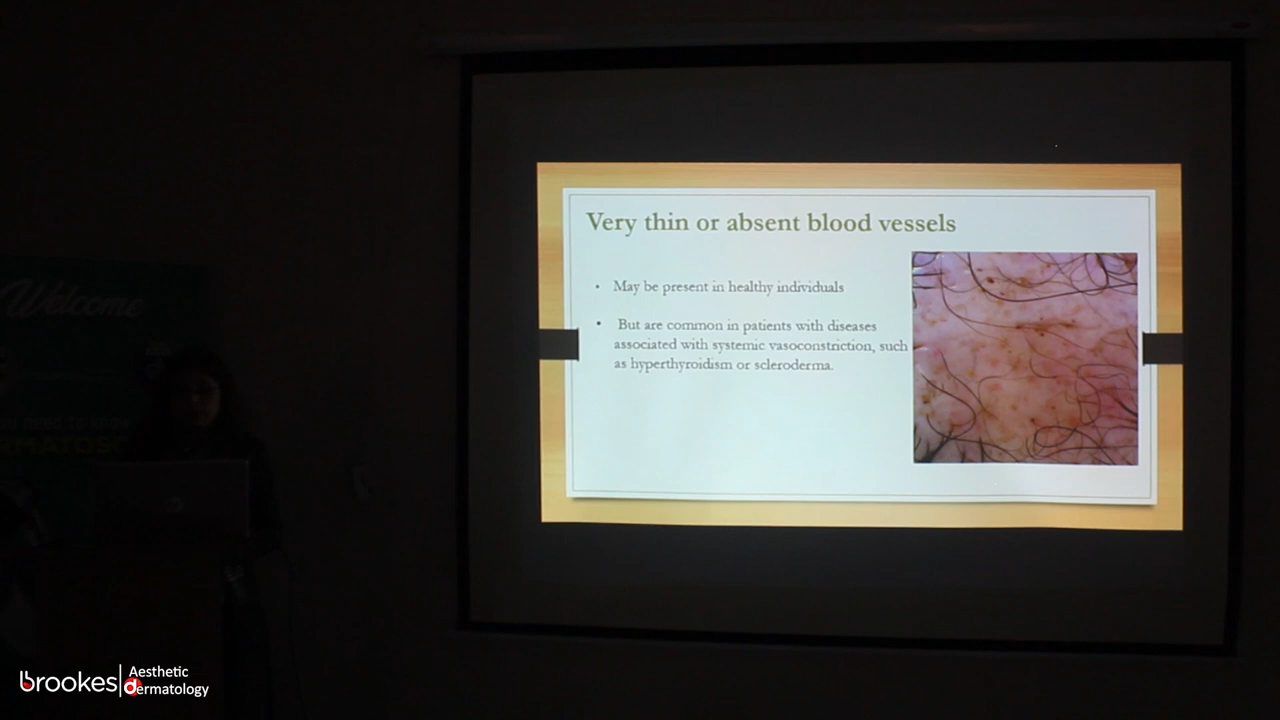 Very thin or absent blood vessels
• May be present in healthy individuals
• But are common in patients with diseases
associated with systemic vasoconstriction, such
as hyperthyroidism or scleroderma.
Welcome
brookes Aesthetic
dermatology